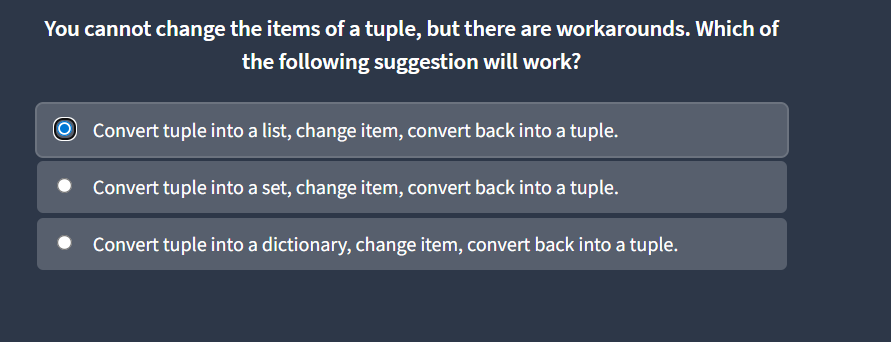 You cannot change the items of a tuple, but there are workarounds. Which of
the following suggestion will work?
Convert tuple into a list, change item, convert back into a tuple.
Convert tuple into a set, change item, convert back into a tuple.
Convert tuple into a dictionary, change item, convert back into a tuple.